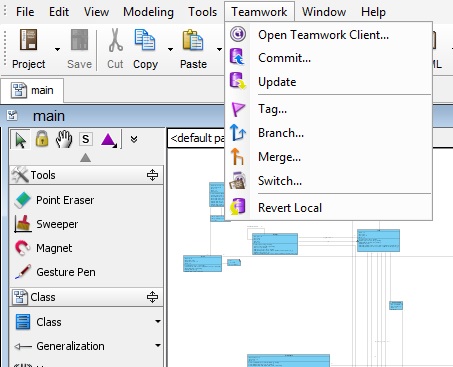 File Edit View Modeling Tools Teamwork Window Help
Project Save Cut Copy Paste
Open Teamwork Client...
Commit...
Update
Tag...
Branch...
Merge...
Switch...
Revert Local
main
main
S
<default pa
Tools
Point Eraser
Sweeper
Magnet
Gesture Pen
Class
Class
Generalization